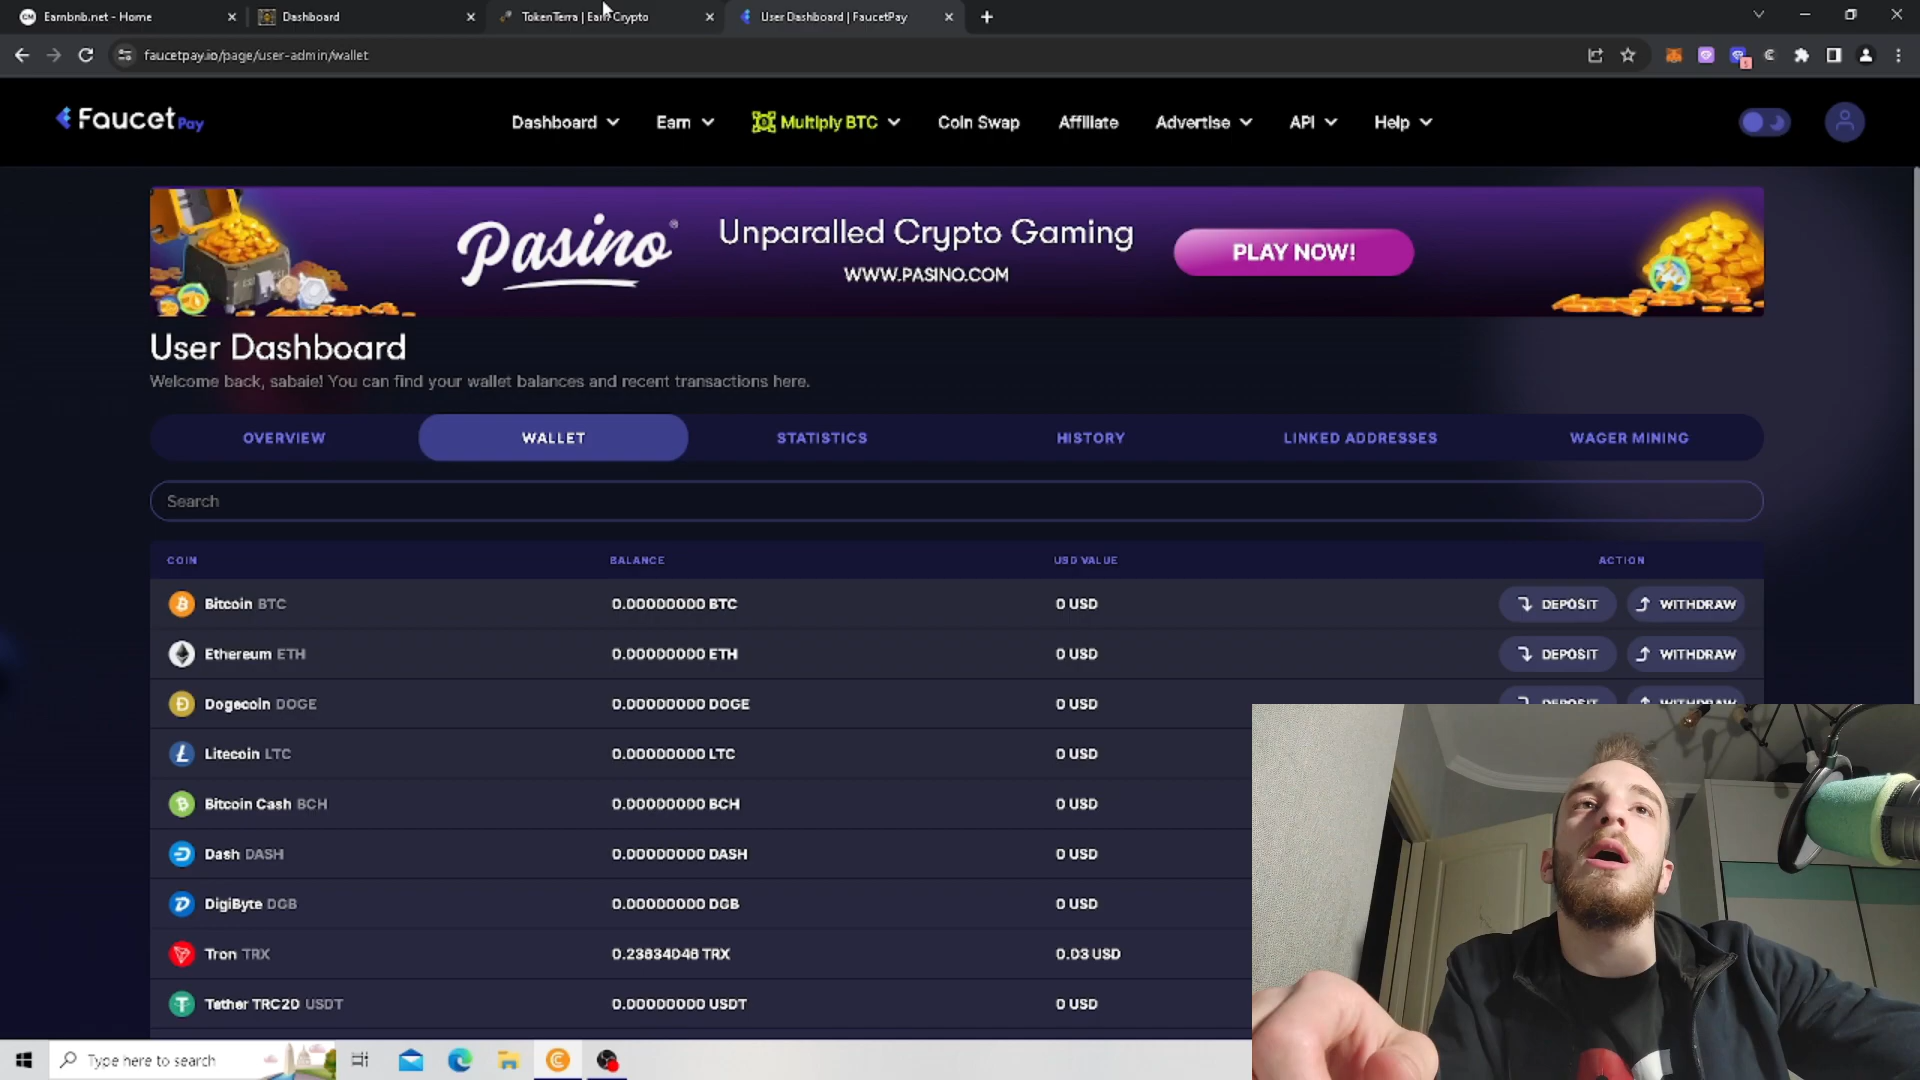 Earnbnb.net - Home
Dashboard
TokenTerra | Earn Crypto
User Dashboard | FaucetPay
faucetpay.io/page/user-admin/wallet
Faucet Pay
Dashboard
Earn
Multiply BTC
Coin Swap
Affiliate
Advertise
API
Help
Pasino®
Unparalled Crypto Gaming
WWW.PASINO.COM
PLAY NOW!
User Dashboard
Welcome back, sabaie! You can find your wallet balances and recent transactions here.
OVERVIEW
WALLET
STATISTICS
HISTORY
LINKED ADDRESSES
WAGER MINING
Search
COIN BALANCE USD VALUE ACTION
Bitcoin BTC 0.00000000 BTC 0 USD DEPOSIT WITHDRAW
Ethereum ETH 0.00000000 ETH 0 USD DEPOSIT WITHDRAW
Dogecoin DOGE 0.00000000 DOGE 0 USD DEPOSIT WITHDRAW
Litecoin LTC 0.00000000 LTC 0 USD
Bitcoin Cash BCH 0.00000000 BCH 0 USD
Dash DASH 0.00000000 DASH 0 USD
DigiByte DGB 0.00000000 DGB 0 USD
Tron TRX 0.23834046 TRX 0.03 USD
Tether TRC20 USDT 0.00000000 USDT 0 USD
Type here to search